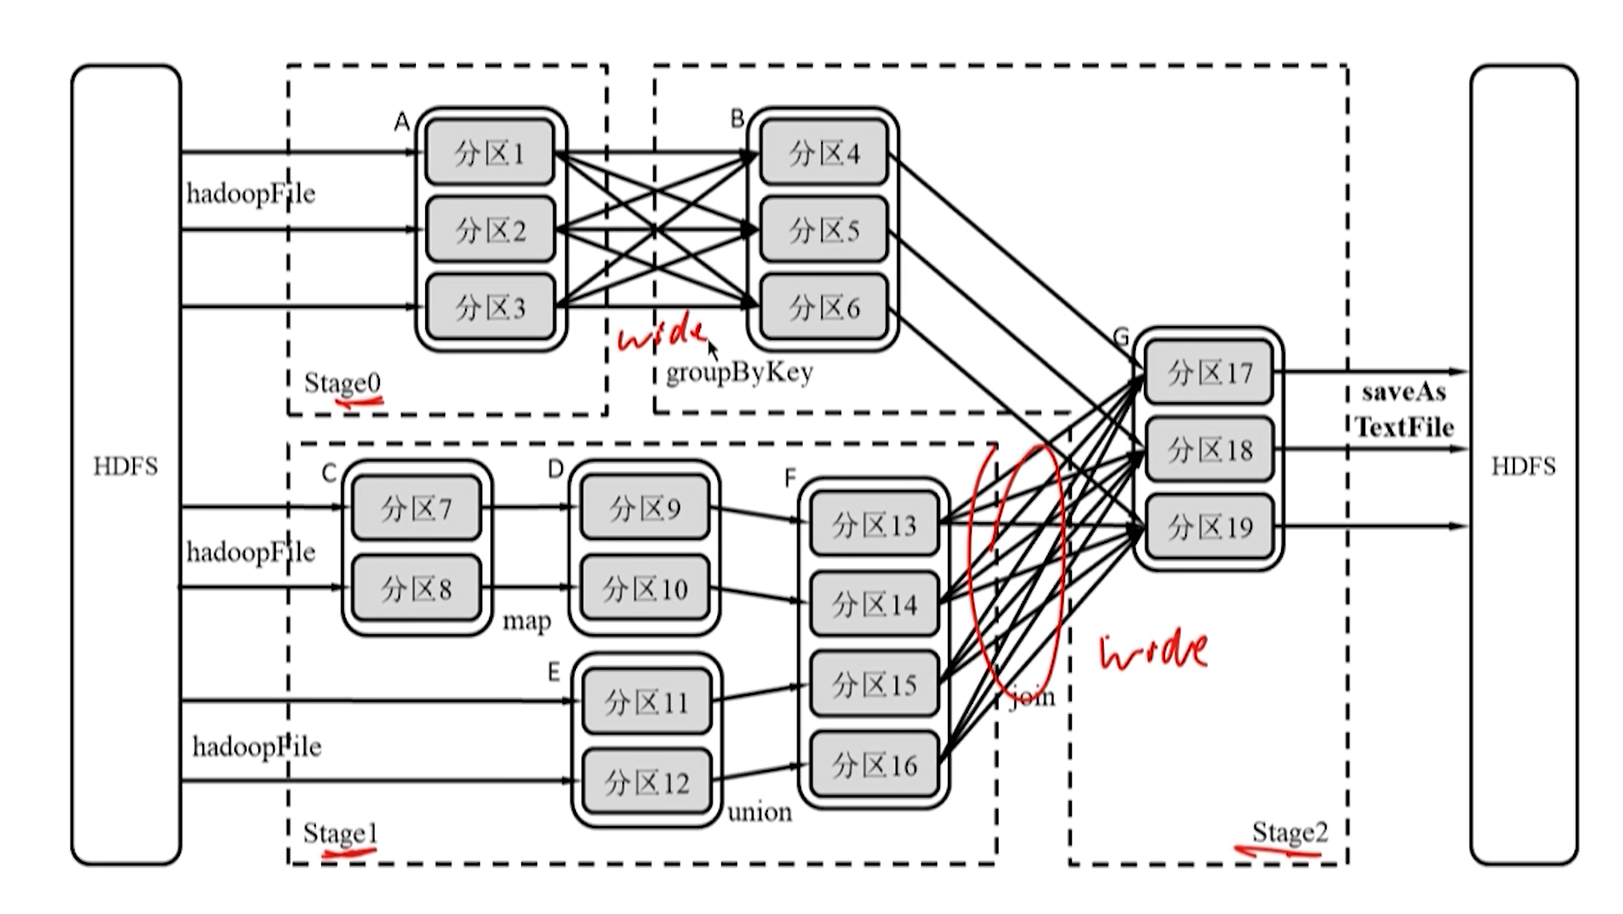 HDFS
hadoopFile
hadoopFile
hadoopFile
A
分区1
分区2
分区3
Stage0
wide
B
分区4
分区5
分区6
groupByKey
C
分区7
分区8
map
D
分区9
分区10
E
分区11
分区12
union
F
分区13
分区14
分区15
分区16
Stage1
join
wide
G
分区17
分区18
分区19
Stage2
saveAs
TextFile
HDFS